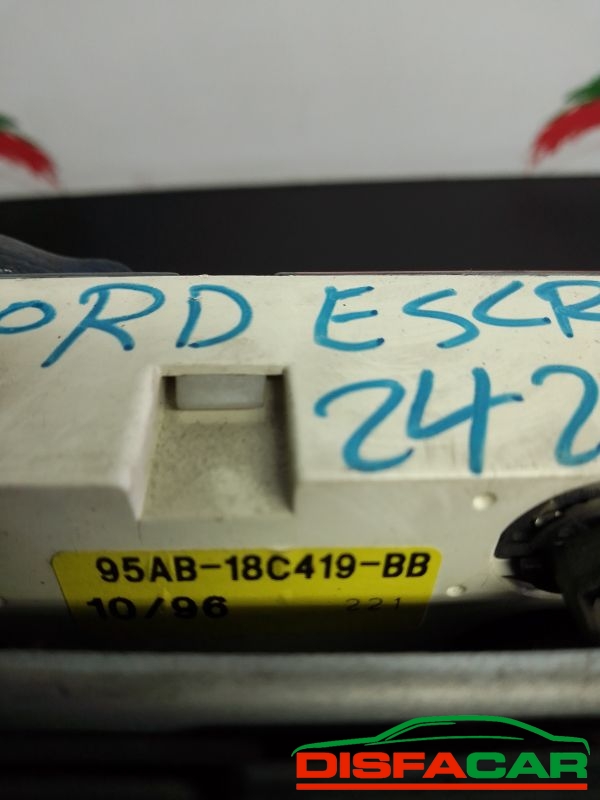 ORD ESCR
242
95AB-18C419-BB
10/96 221
DISFACAR